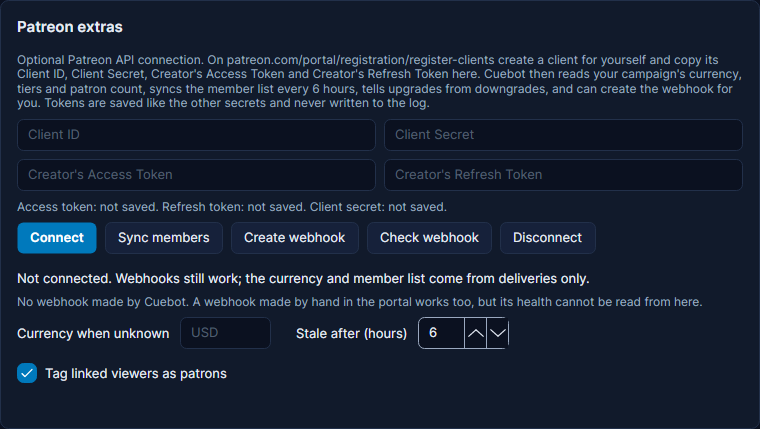 Patreon extras
Optional Patreon API connection. On patreon.com/portal/registration/register-clients create a client for yourself and copy its
Client ID, Client Secret, Creator's Access Token and Creator's Refresh Token here. Cuebot then reads your campaign's currency,
tiers and patron count, syncs the member list every 6 hours, tells upgrades from downgrades, and can create the webhook for
you. Tokens are saved like the other secrets and never written to the log.
Client ID
Client Secret
Creator's Access Token
Creator's Refresh Token
Access token: not saved. Refresh token: not saved. Client secret: not saved.
Connect
Sync members
Create webhook
Check webhook
Disconnect
Not connected. Webhooks still work; the currency and member list come from deliveries only.
No webhook made by Cuebot. A webhook made by hand in the portal works too, but its health cannot be read from here.
Currency when unknown
USD
Stale after (hours)
6
Tag linked viewers as patrons